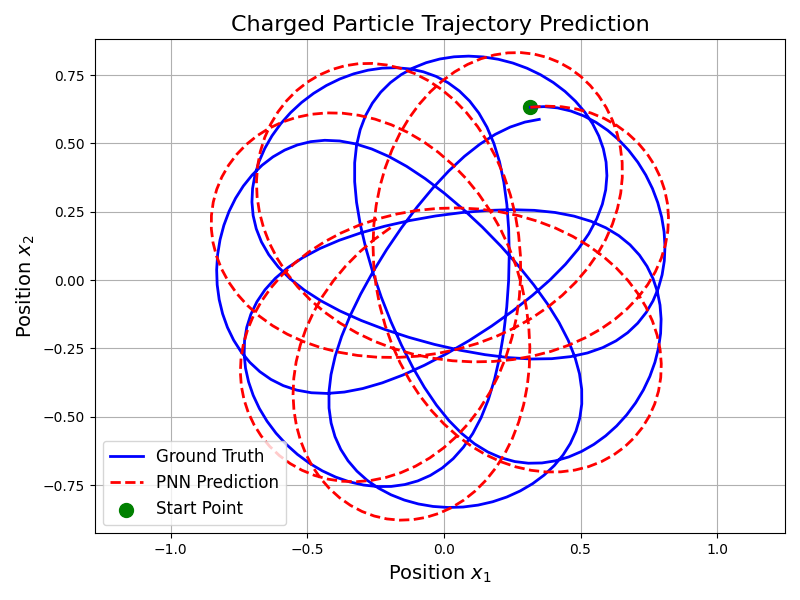 Charged Particle Trajectory Prediction
Position x₂
0.75
0.50
0.25
0.00
−0.25
−0.50
−0.75
Ground Truth
PNN Prediction
Start Point
−1.0
−0.5
0.0
0.5
1.0
Position x₁